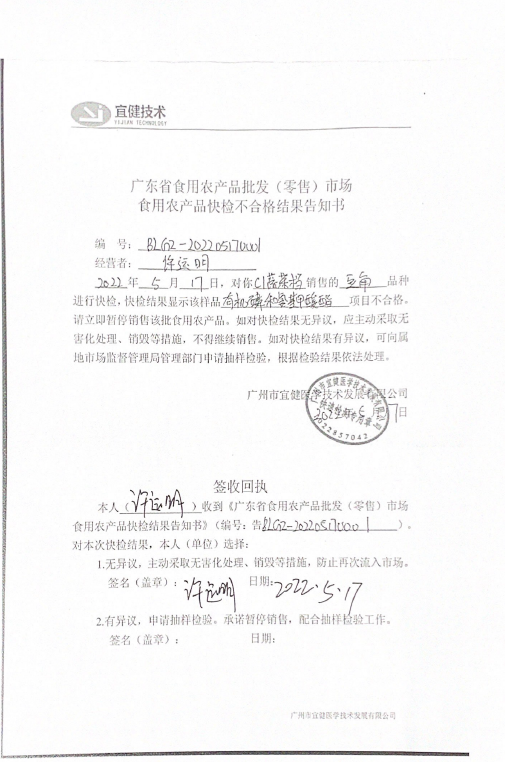 宜健技术
YIJIAN TECHNOLOGY
广东省食用农产品批发（零售）市场
食用农产品快检不合格结果告知书
编 号：BLG2-202205170001
经营者：许运明
2022年5月17日，对你C1蔬菜档销售的豆角 品种
进行快检，快检结果显示该样品有机磷和氨基甲酸酯 项目不合格。
请立即暂停销售该批食用农产品。如对快检结果无异议，应主动采取无
害化处理、销毁等措施，不得继续销售。如对快检结果有异议，可向属
地市场监督管理局管理部门申请抽样检验，根据检验结果依法处理。
广州市宜健医学技术发展有限公司
2022 5 17日
签收回执
本人（许运明）收到《广东省食用农产品批发（零售）市场
食用农产品快检结果告知书》（编号：告BLG2-202205170001）。
对本次快检结果，本人（单位）选择：
1.无异议，主动采取无害化处理、销毁等措施，防止再次流入市场。
签名（盖章）：许运明 日期：2022.5.17
2.有异议，申请抽样检验。承诺暂停销售，配合抽样检验工作。
签名（盖章）： 日期：
广州市宜健医学技术发展有限公司